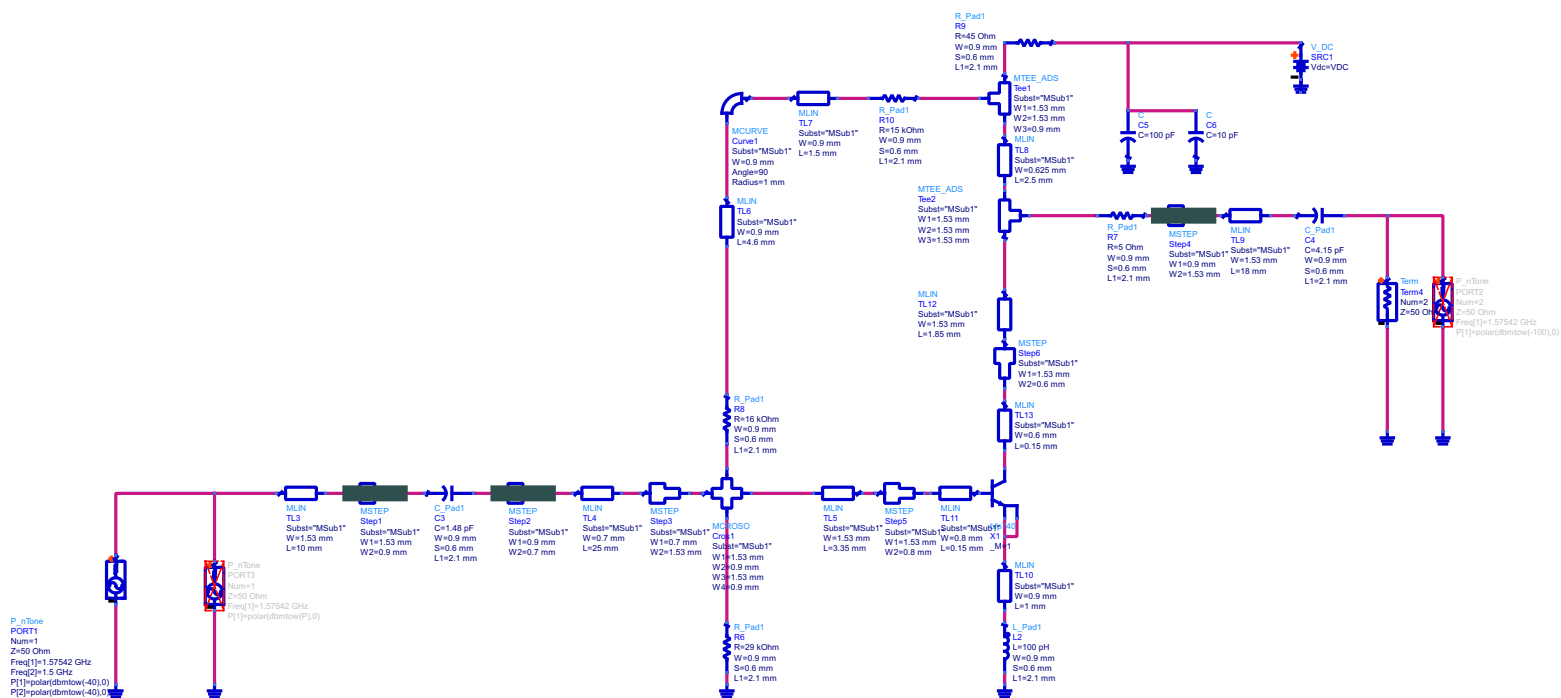 R_Pad1
R9
R=45 Ohm
W=0.9 mm
S=0.6 mm
L1=2.1 mm
V_DC
SRC1
Vdc=VDC
MTEE_ADS
Tee1
Subst="MSub1"
W1=1.53 mm
W2=1.53 mm
W3=0.9 mm
MCURVE
Curve1
Subst="MSub1"
W=0.9 mm
Angle=90
Radius=1 mm
MLIN
TL7
Subst="MSub1"
W=0.9 mm
L=1.5 mm
R_Pad1
R10
R=15 kOhm
W=0.9 mm
S=0.6 mm
L1=2.1 mm
C
C5
C=100 pF
C
C6
C=10 pF
MLIN
TL8
Subst="MSub1"
W=0.625 mm
L=2.5 mm
MTEE_ADS
Tee2
Subst="MSub1"
W1=1.53 mm
W2=1.53 mm
W3=1.53 mm
MLIN
TL6
Subst="MSub1"
W=0.9 mm
L=4.6 mm
R_Pad1
R7
R=5 Ohm
W=0.9 mm
S=0.6 mm
L1=2.1 mm
MSTEP
Step4
Subst="MSub1"
W1=0.9 mm
W2=1.53 mm
MLIN
TL9
Subst="MSub1"
W=1.53 mm
L=18 mm
C_Pad1
C4
C=4.15 pF
W=0.9 mm
S=0.6 mm
L1=2.1 mm
Term
Term4
Num=2
Z=50 Ohm
P_nTone
PORT2
Num=2
Z=50 Ohm
Freq[1]=1.57542 GHz
P[1]=polar(dbmtow(-100),0)
MLIN
TL12
Subst="MSub1"
W=1.53 mm
L=1.85 mm
MSTEP
Step6
Subst="MSub1"
W1=1.53 mm
W2=0.6 mm
R_Pad1
R8
R=16 kOhm
W=0.9 mm
S=0.6 mm
L1=2.1 mm
MLIN
TL13
Subst="MSub1"
W=0.6 mm
L=0.15 mm
MLIN
TL3
Subst="MSub1"
W=1.53 mm
L=10 mm
MSTEP
Step1
Subst="MSub1"
W1=1.53 mm
W2=0.9 mm
C_Pad1
C3
C=1.48 pF
W=0.9 mm
S=0.6 mm
L1=2.1 mm
MSTEP
Step2
Subst="MSub1"
W1=0.9 mm
W2=0.7 mm
MLIN
TL4
Subst="MSub1"
W=0.7 mm
L=25 mm
MSTEP
Step3
Subst="MSub1"
W1=0.7 mm
W2=1.53 mm
MCROSO
Cros1
Subst="MSub1"
W1=1.53 mm
W2=0.9 mm
W3=1.53 mm
W4=0.9 mm
MLIN
TL5
Subst="MSub1"
W=1.53 mm
L=3.35 mm
MSTEP
Step5
Subst="MSub1"
W1=1.53 mm
W2=0.8 mm
MLIN
TL11
Subst="MSub1"
W=0.8 mm
L=0.15 mm
X1
_M=1
MLIN
TL10
Subst="MSub1"
W=0.9 mm
L=1 mm
P_nTone
PORT3
Num=1
Z=50 Ohm
Freq[1]=1.57542 GHz
P[1]=polar(dbmtow(P),0)
P_nTone
PORT1
Num=1
Z=50 Ohm
Freq[1]=1.57542 GHz
Freq[2]=1.5 GHz
P[1]=polar(dbmtow(-40),0)
P[2]=polar(dbmtow(-40),0)
R_Pad1
R6
R=29 kOhm
W=0.9 mm
S=0.6 mm
L1=2.1 mm
L_Pad1
L2
L=100 pH
W=0.9 mm
S=0.6 mm
L1=2.1 mm